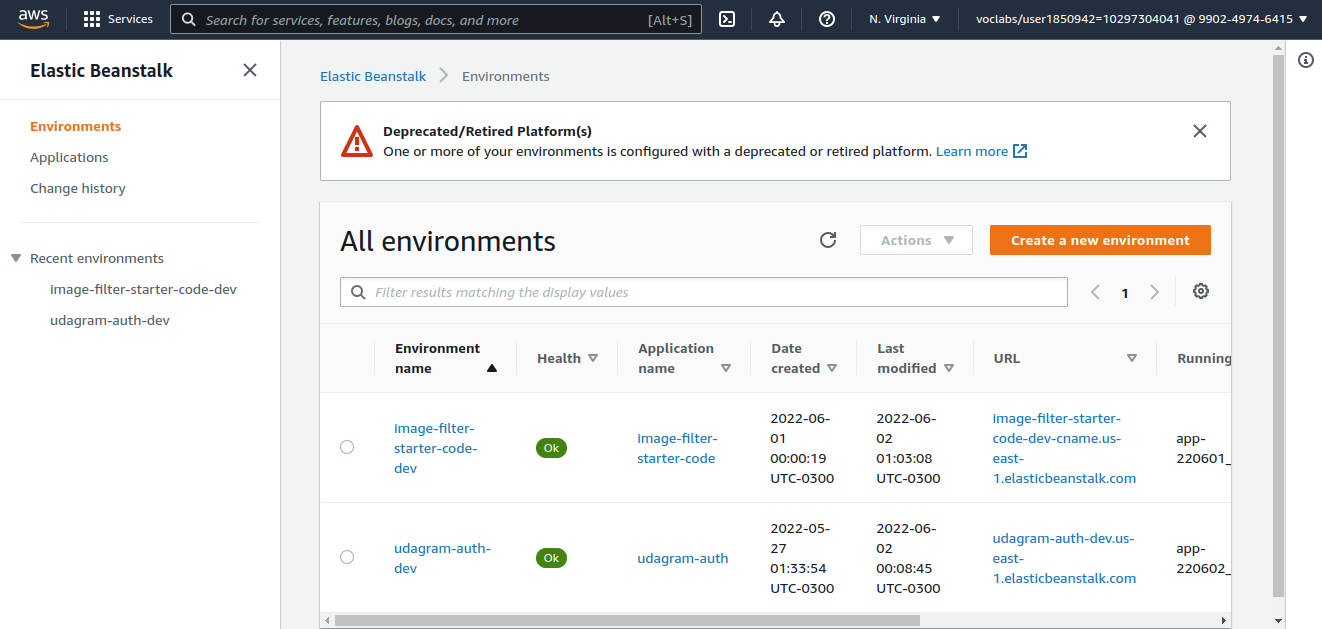 aws
Services
Search for services, features, blogs, docs, and more
[Alt+S]
N. Virginia
voclabs/user1850942=10297304041 @ 9902-4974-6415
Elastic Beanstalk
Environments
Applications
Change history
Recent environments
image-filter-starter-code-dev
udagram-auth-dev
Elastic Beanstalk
Environments
Deprecated/Retired Platform(s)
One or more of your environments is configured with a deprecated or retired platform. Learn more
All environments
Actions
Create a new environment
Filter results matching the display values
1
Environment
name
Health
Application
name
Date
created
Last
modified
URL
Running
image-filter-
starter-code-
dev
Ok
image-filter-
starter-code
2022-06-
01
00:00:19
UTC-0300
2022-06-
02
01:03:08
UTC-0300
image-filter-starter-
code-dev-cname.us-
east-
1.elasticbeanstalk.com
app-
220601_
udagram-auth-
dev
Ok
udagram-auth
2022-05-
27
01:33:54
UTC-0300
2022-06-
02
00:08:45
UTC-0300
udagram-auth-dev.us-
east-
1.elasticbeanstalk.com
app-
220602_